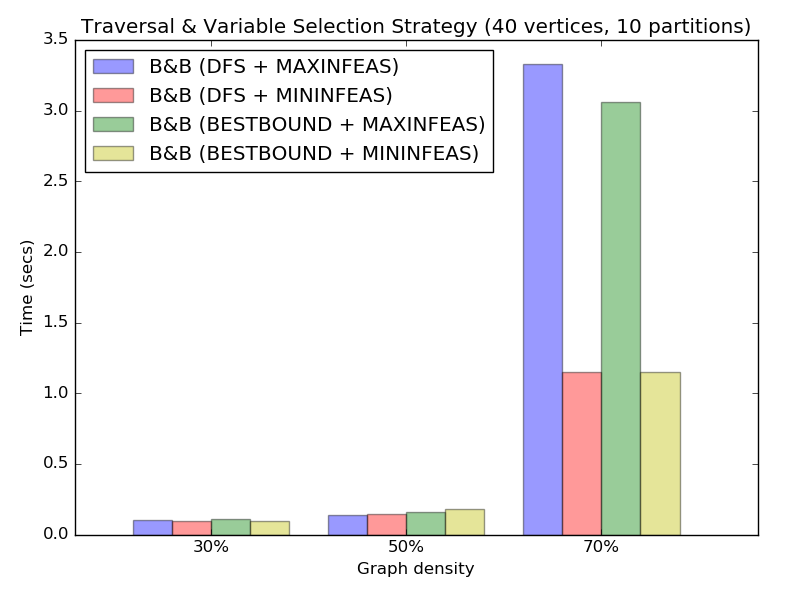 Traversal & Variable Selection Strategy (40 vertices, 10 partitions)
B&B (DFS + MAXINFEAS)
B&B (DFS + MININFEAS)
B&B (BESTBOUND + MAXINFEAS)
B&B (BESTBOUND + MININFEAS)
3.5
3.0
2.5
2.0
1.5
1.0
0.5
0.0
Time (secs)
30%
50%
70%
Graph density